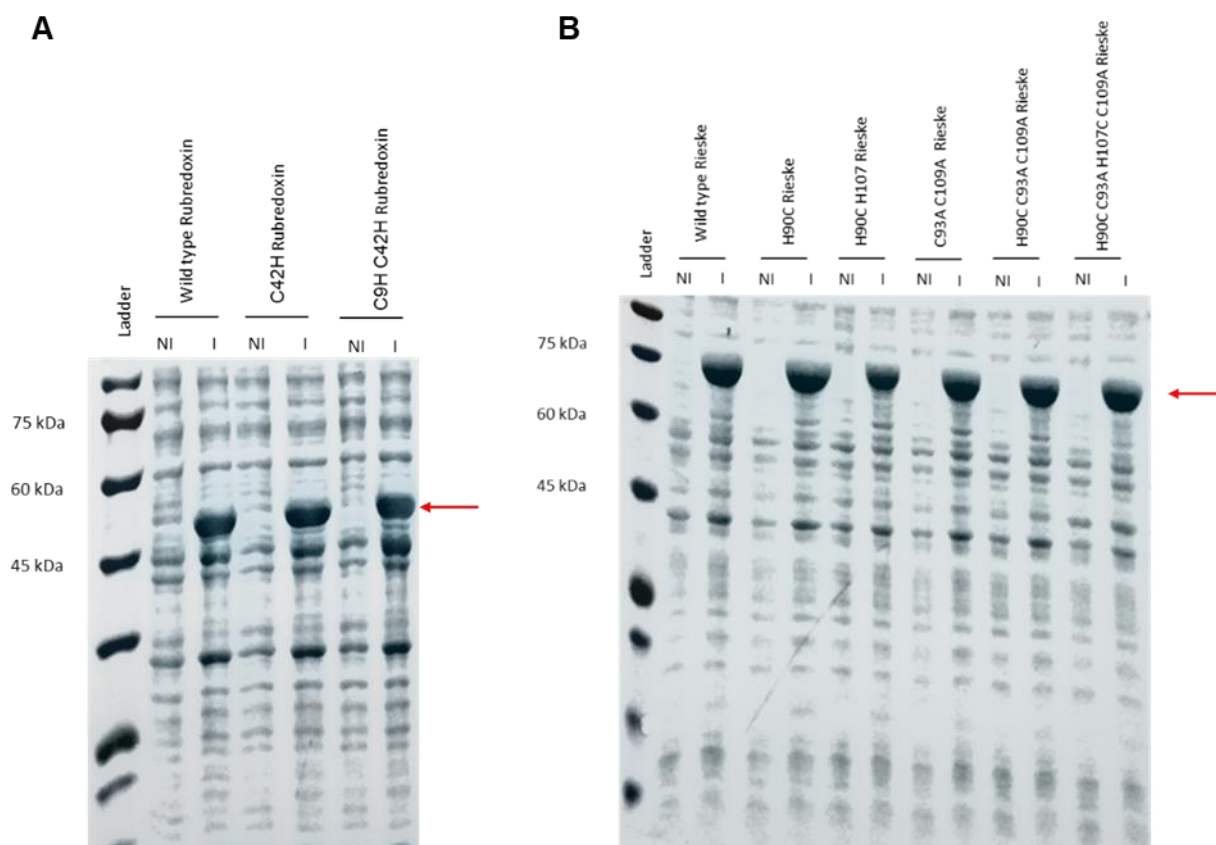 A
Ladder
Wild type Rubredoxin
C42H Rubredoxin
C9H C42H Rubredoxin
NI I NI I NI I
75 kDa
60 kDa
45 kDa
B
Ladder
Wild type Rieske
H90C Rieske
H90C H107 Rieske
C93A C109A Rieske
H90C C93A C109A Rieske
H90C C93A H107C C109A Rieske
NI I NI I NI I NI I NI I NI I
75 kDa
60 kDa
45 kDa